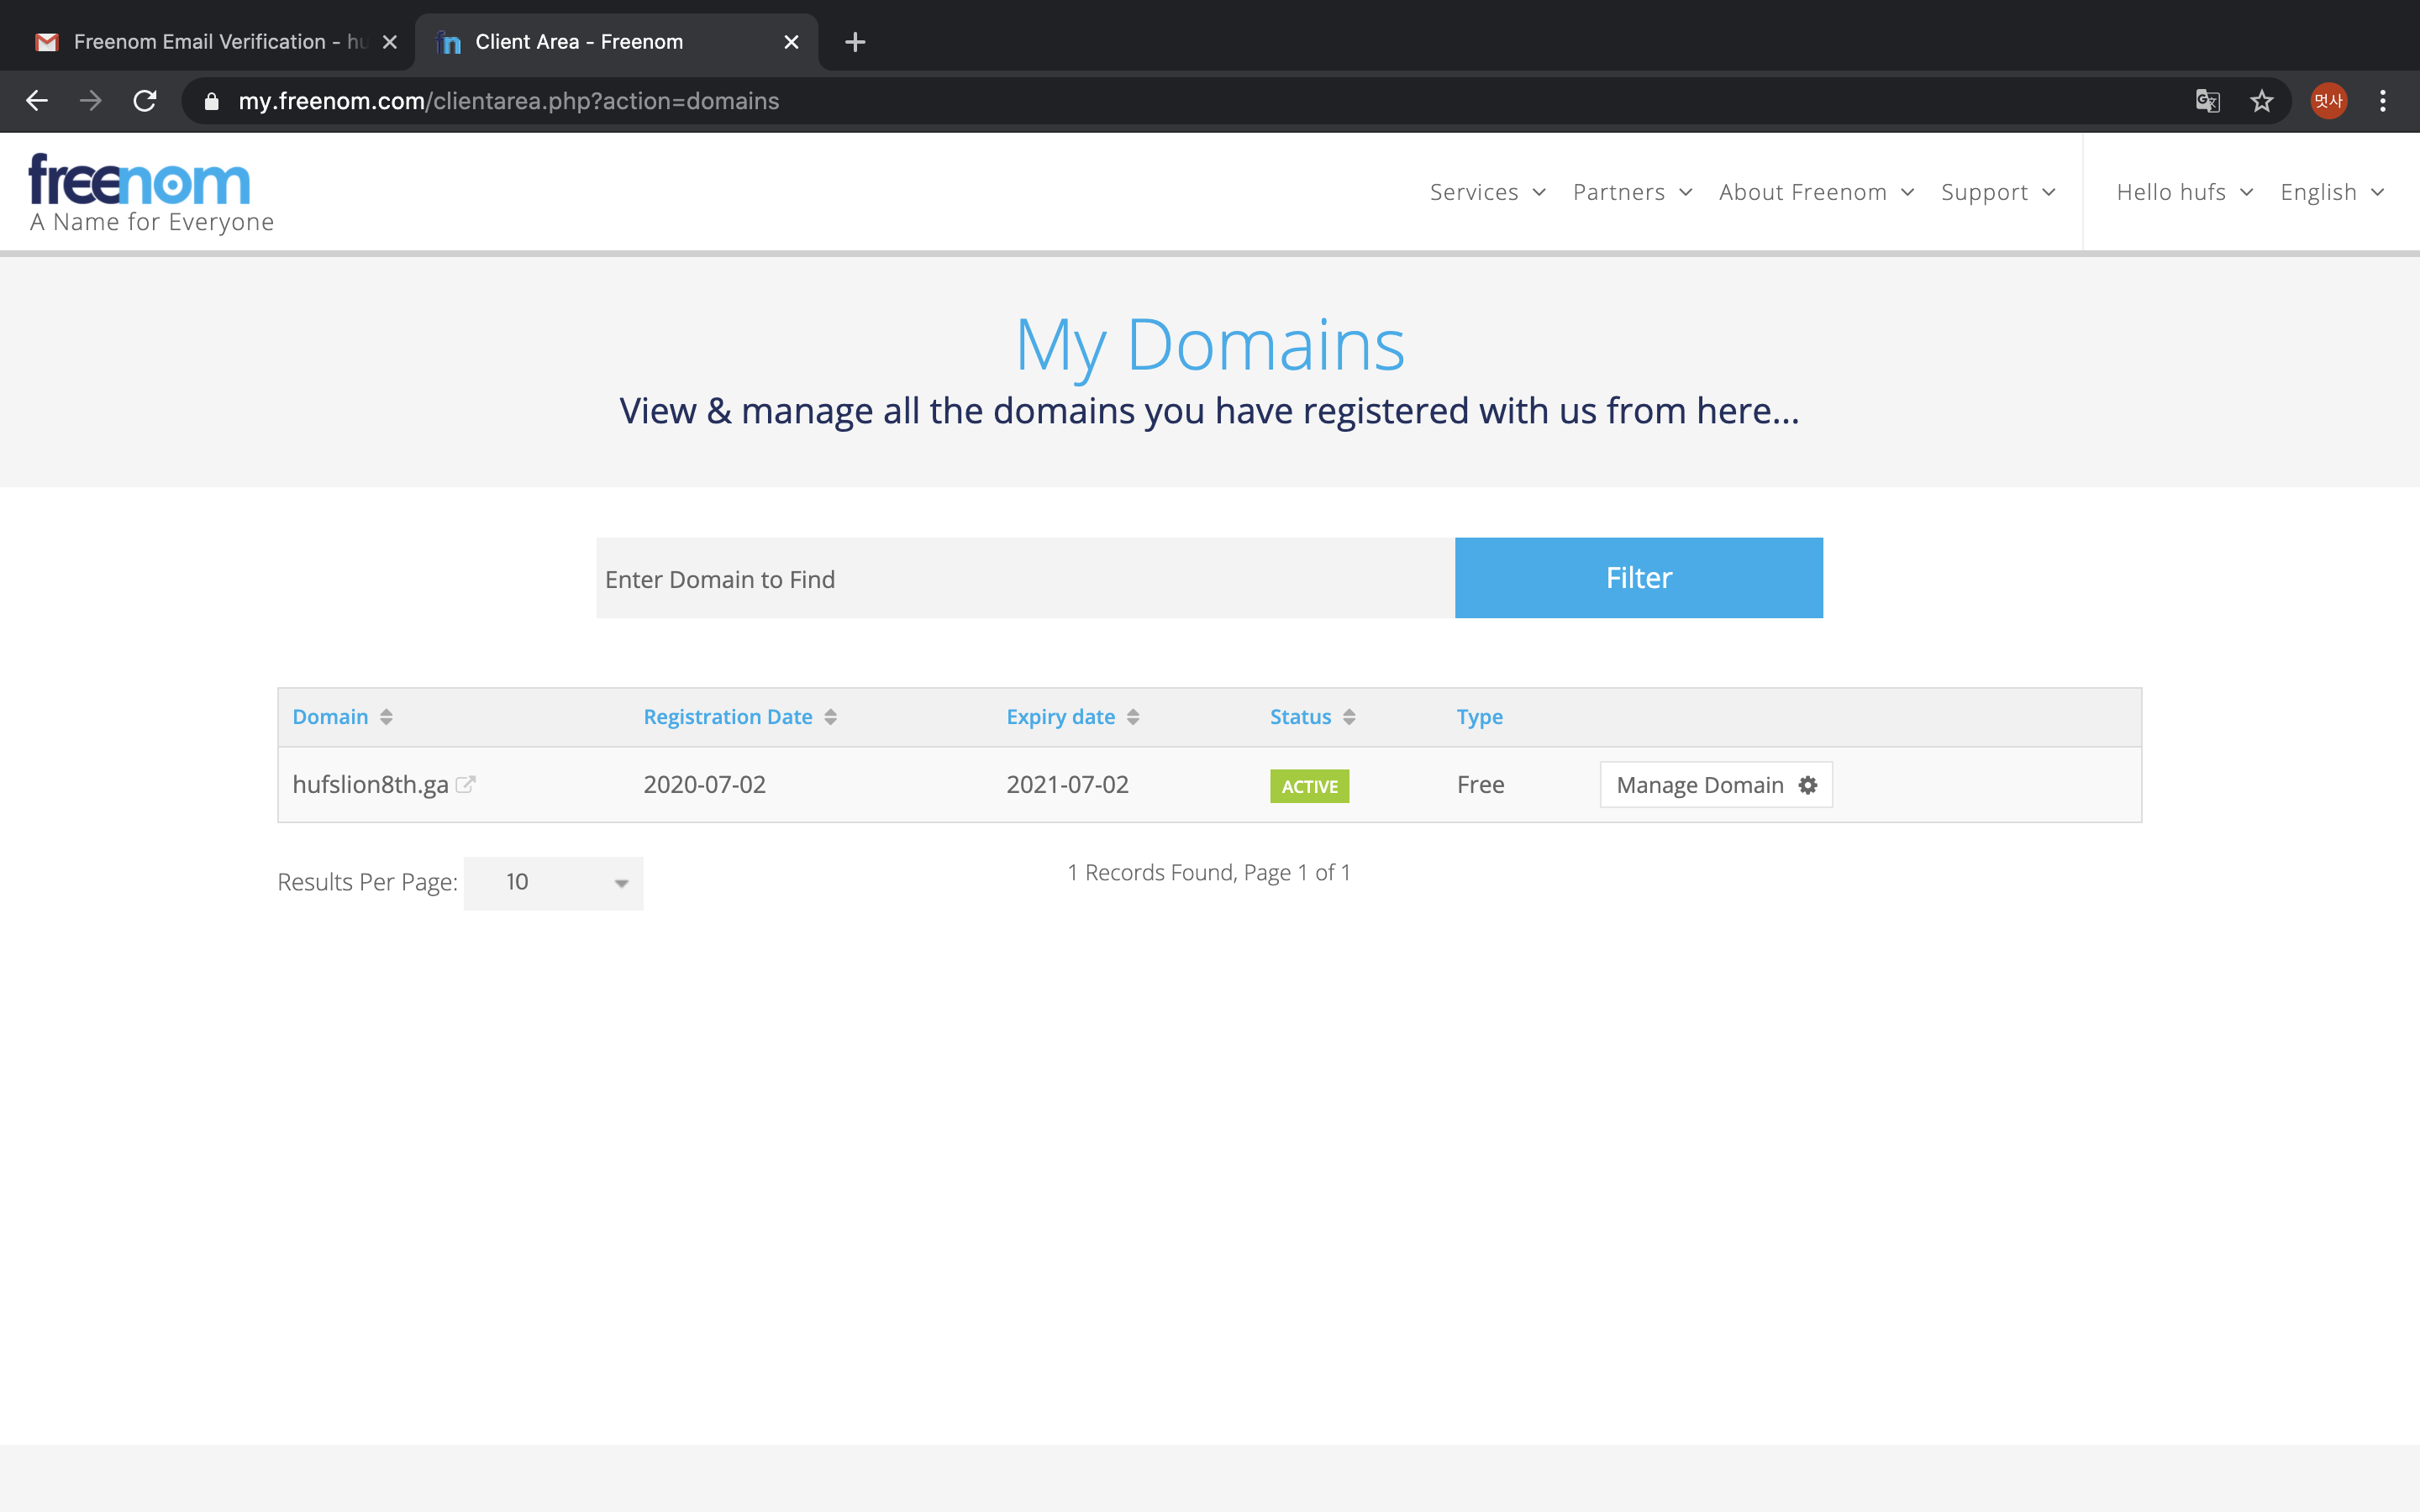 Freenom Email Verification - hu
Client Area - Freenom
my.freenom.com/clientarea.php?action=domains
멋사
freenom
A Name for Everyone
Services
Partners
About Freenom
Support
Hello hufs
English
My Domains
View & manage all the domains you have registered with us from here...
Enter Domain to Find
Filter
Domain
Registration Date
Expiry date
Status
Type
hufslion8th.ga
2020-07-02
2021-07-02
ACTIVE
Free
Manage Domain
Results Per Page:
10
1 Records Found, Page 1 of 1